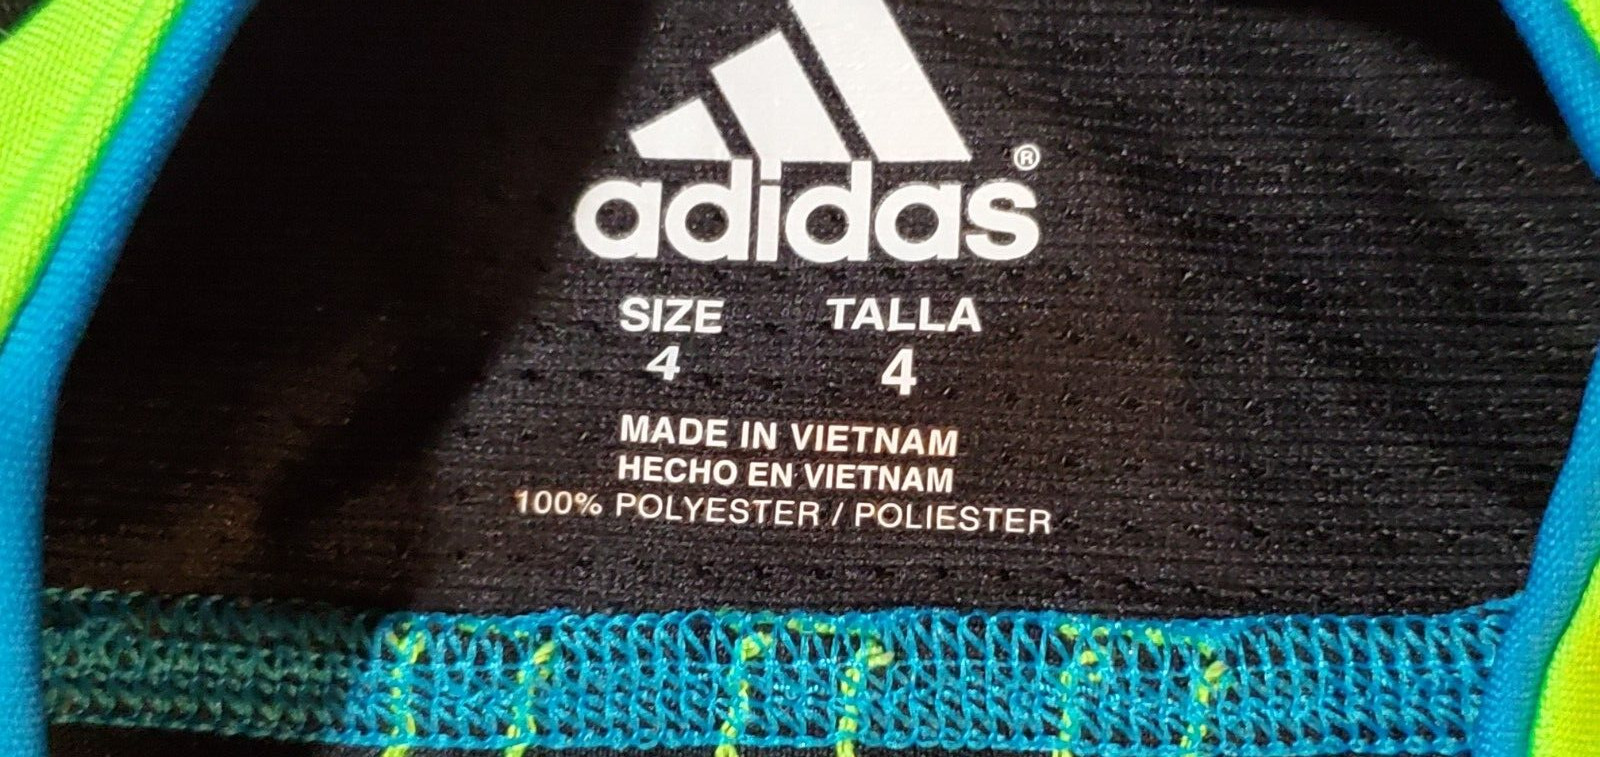 adidas®
SIZE TALLA
4 4
MADE IN VIETNAM
HECHO EN VIETNAM
100% POLYESTER / POLIESTER